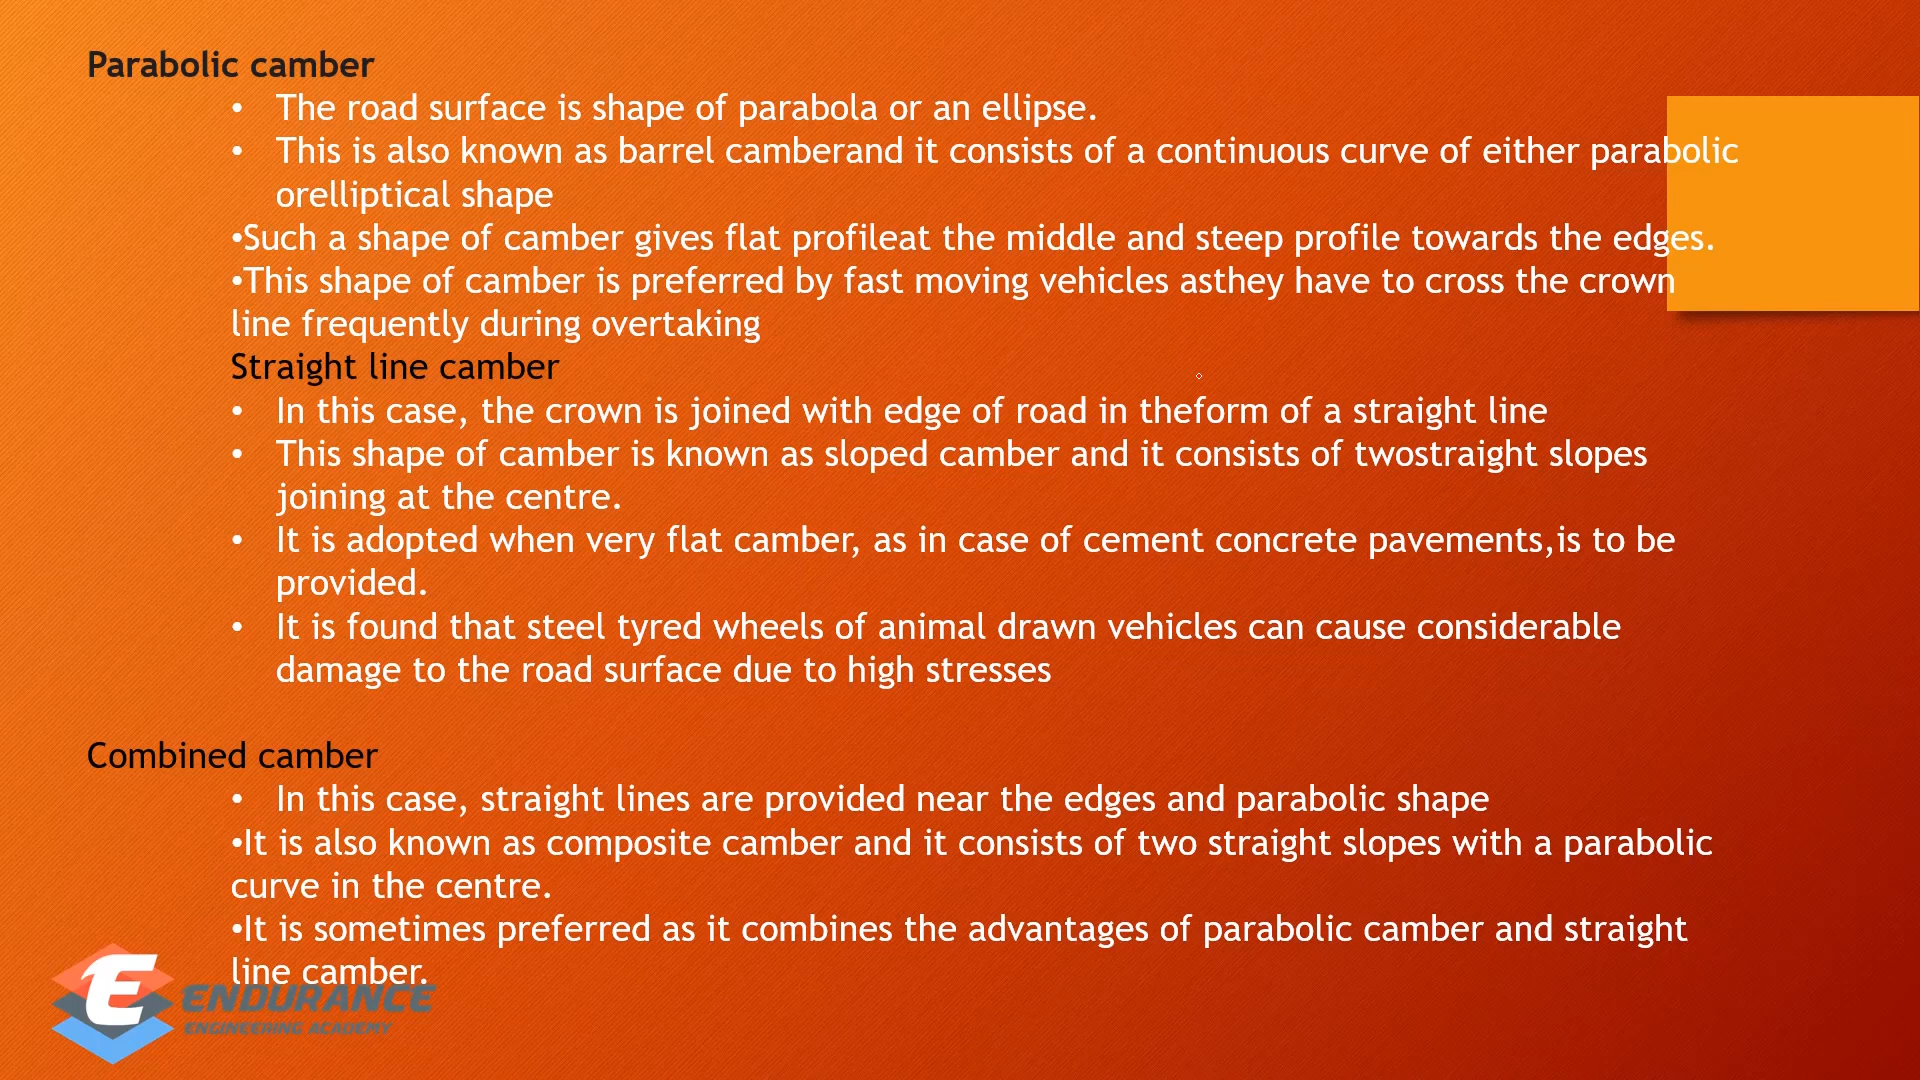 Parabolic camber
• The road surface is shape of parabola or an ellipse.
• This is also known as barrel camberand it consists of a continuous curve of either parabolic
orelliptical shape
•Such a shape of camber gives flat profileat the middle and steep profile towards the edges.
•This shape of camber is preferred by fast moving vehicles asthey have to cross the crown
line frequently during overtaking
Straight line camber
• In this case, the crown is joined with edge of road in theform of a straight line
• This shape of camber is known as sloped camber and it consists of twostraight slopes
joining at the centre.
• It is adopted when very flat camber, as in case of cement concrete pavements,is to be
provided.
• It is found that steel tyred wheels of animal drawn vehicles can cause considerable
damage to the road surface due to high stresses
Combined camber
• In this case, straight lines are provided near the edges and parabolic shape
•It is also known as composite camber and it consists of two straight slopes with a parabolic
curve in the centre.
•It is sometimes preferred as it combines the advantages of parabolic camber and straight
line camber.
E ENDURANCE
ENGINEERING ACADEMY